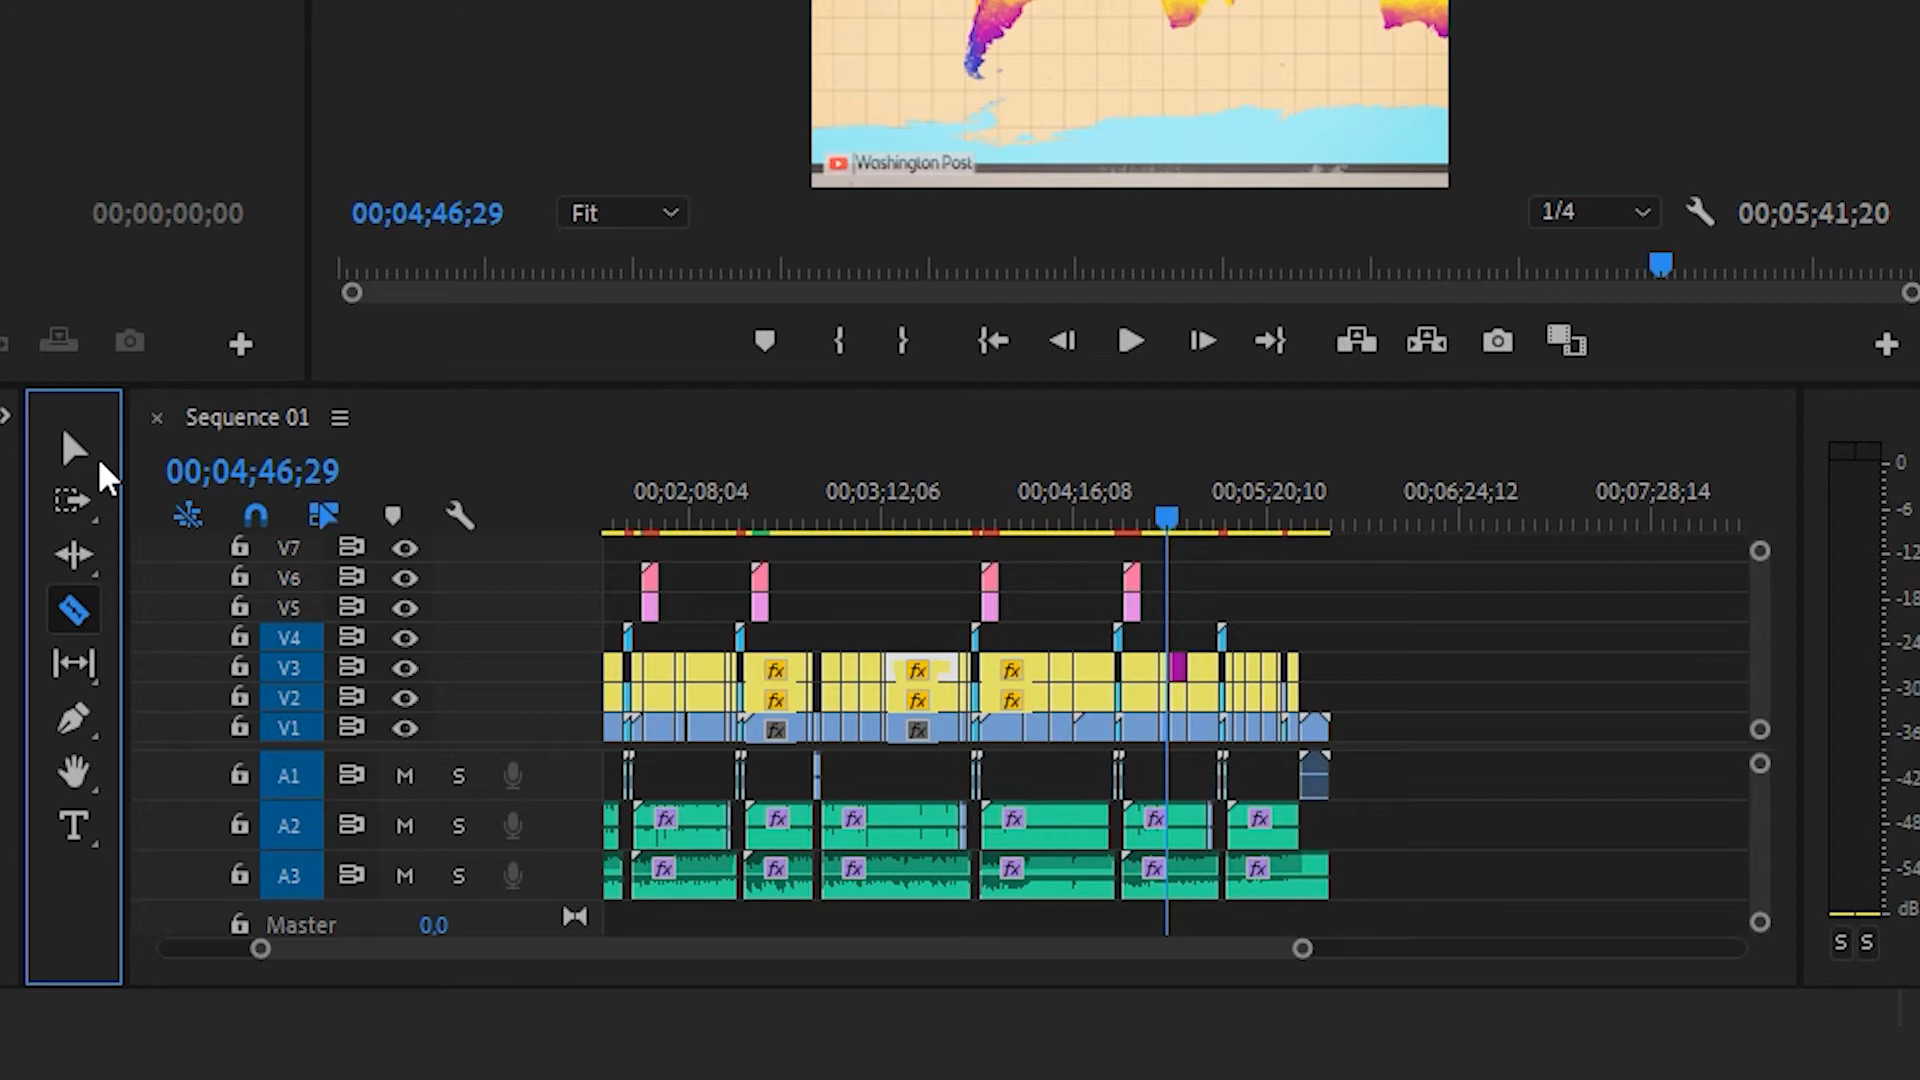 Washington Post
00;00;00;00
00;04;46;29
Fit
1/4
00;05;41;20
Sequence 01
00;04;46;29
00;02;08;04
00;03;12;06
00;04;16;08
00;05;20;10
00;06;24;12
00;07;28;14
V7
V6
V5
V4
V3
fx
fx
fx
V2
fx
fx
fx
V1
fx
fx
A1
M
S
A2
M
S
fx
fx
fx
fx
fx
fx
A3
M
S
fx
fx
fx
fx
fx
fx
Master
0,0
0
-6
-12
-18
-24
-30
-36
-42
-48
-54
dB
S S
T